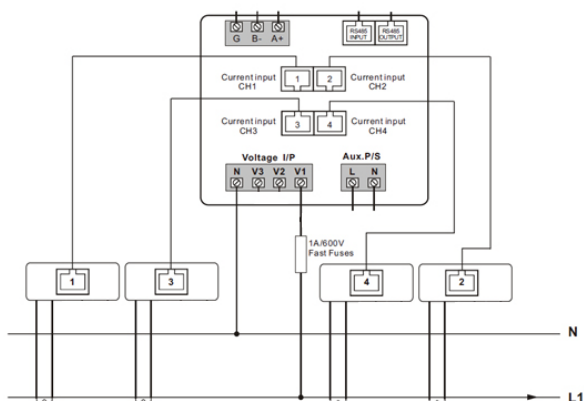 G B- A+
RS485 INPUT
RS485 OUTPUT
Current input CH1
1
2
Current input CH2
Current input CH3
3
4
Current input CH4
Voltage I/P
Aux.P/S
N V3 V2 V1
L N
1A/600V
Fast Fuses
1
3
4
2
N
L1